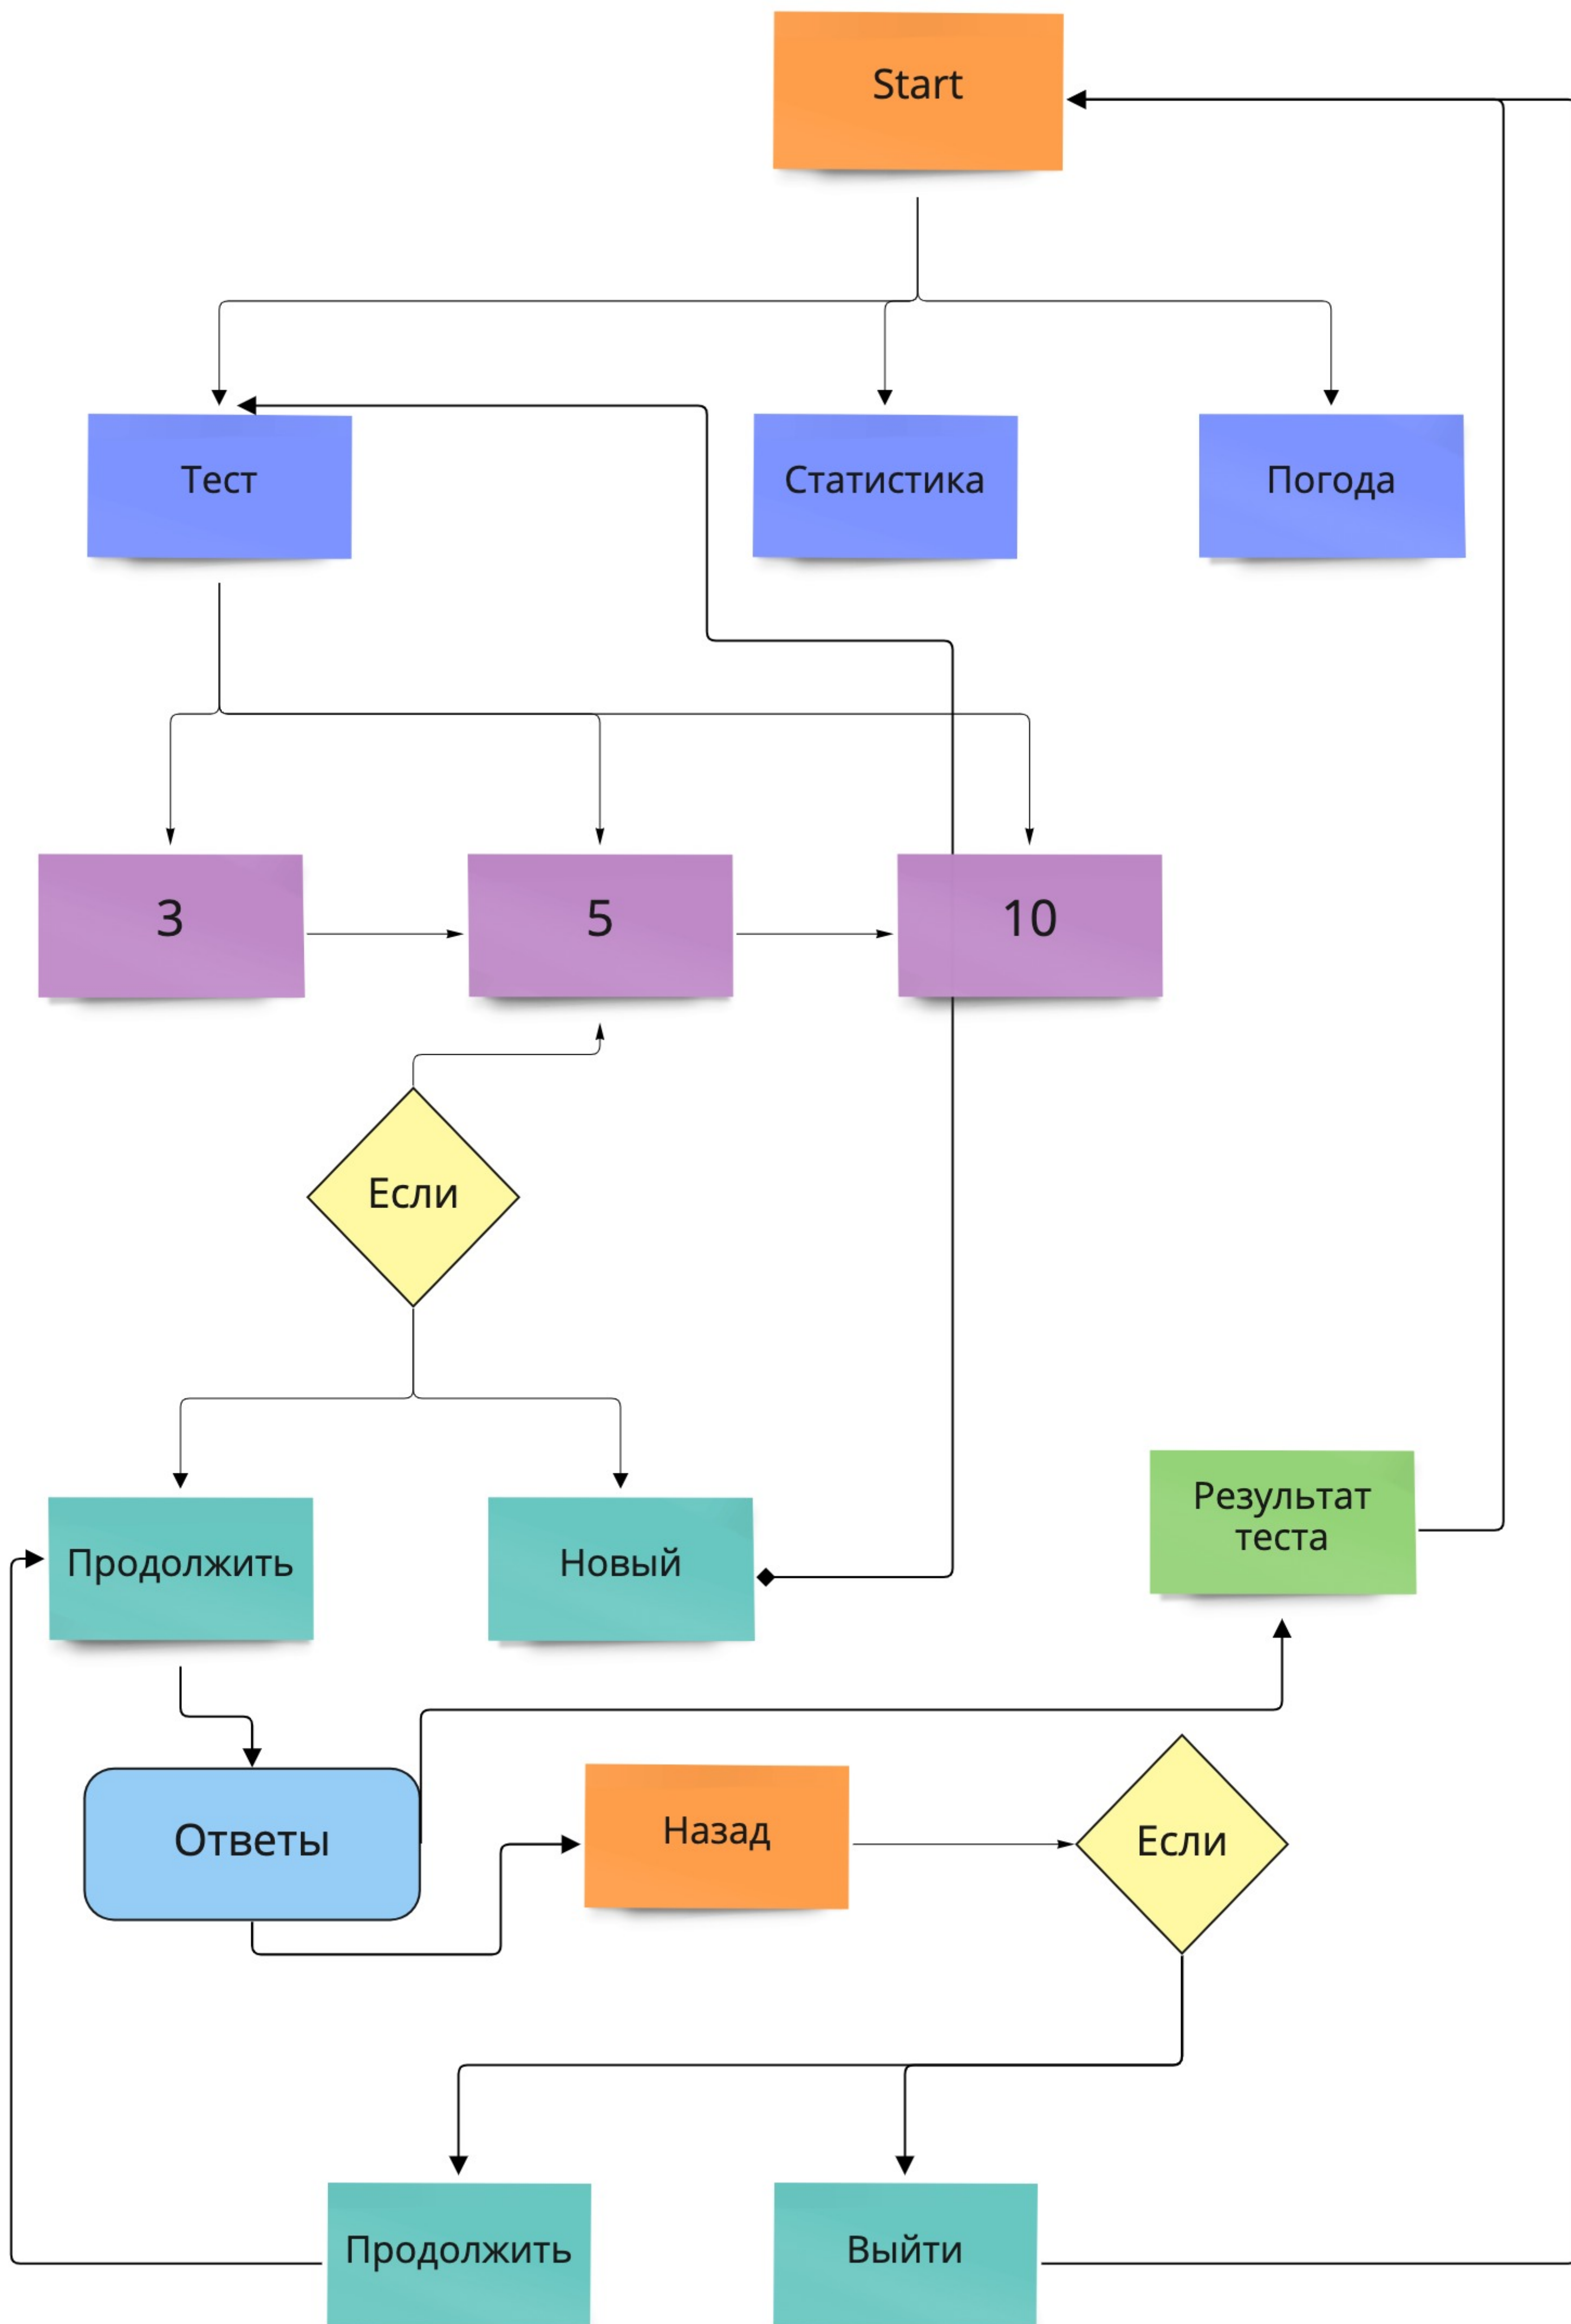 Start
Тест
Статистика
Погода
3
5
10
Если
Продолжить
Новый
Результат
теста
Ответы
Назад
Если
Продолжить
Выйти